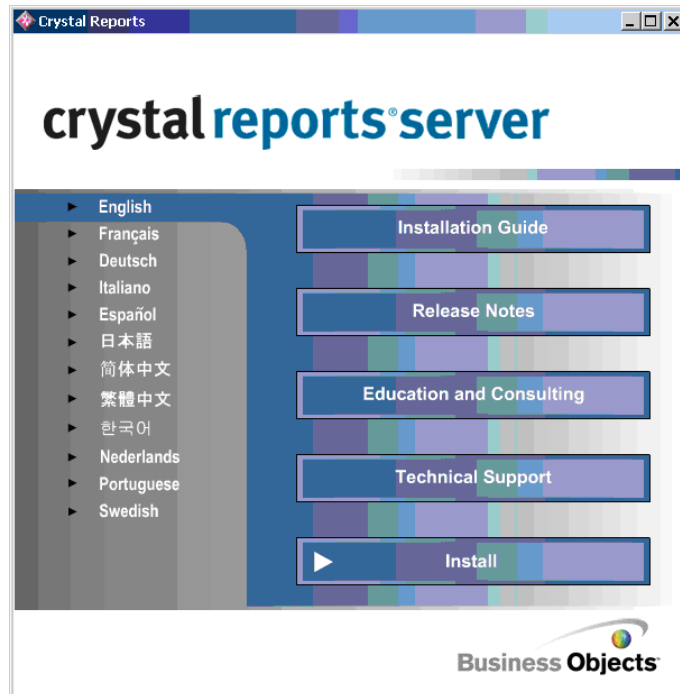 Crystal Reports
crystal reports® server
English
Français
Deutsch
Italiano
Español
日本語
简体中文
繁體中文
한국어
Nederlands
Portuguese
Swedish
Installation Guide
Release Notes
Education and Consulting
Technical Support
Install
Business Objects